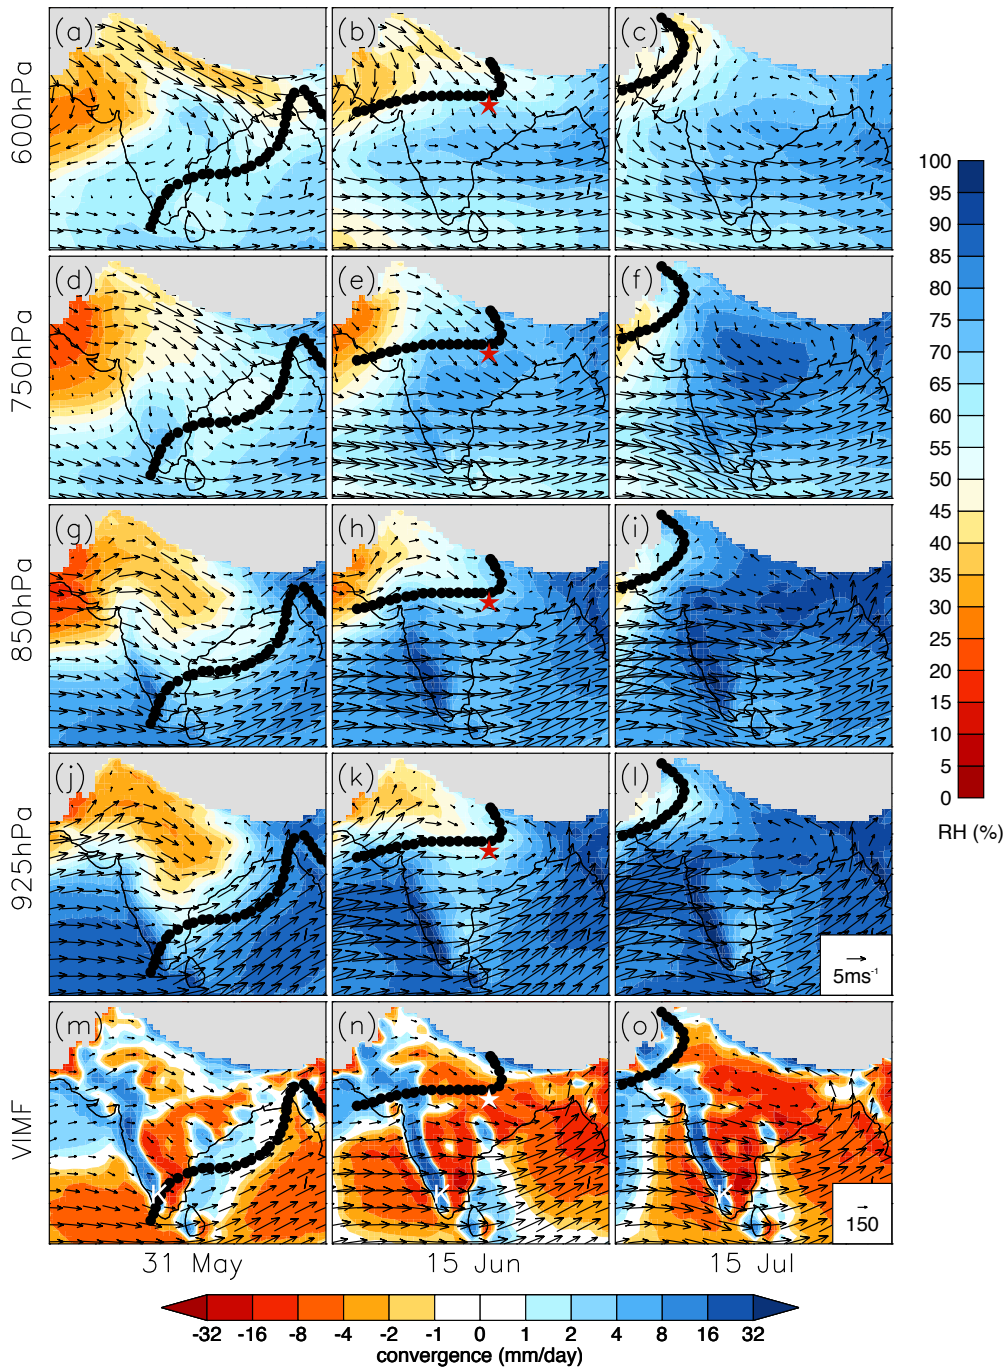 (a) (b) (c)
600hPa
(d) (e) (f)
750hPa
(g) (h) (i)
850hPa
(j) (k) (l)
925hPa
5ms⁻¹
(m) (n) (o)
VIMF
K K K
150
31 May 15 Jun 15 Jul
100
95
90
85
80
75
70
65
60
55
50
45
40
35
30
25
20
15
10
5
0
RH (%)
-32 -16 -8 -4 -2 -1 0 1 2 4 8 16 32
convergence (mm/day)